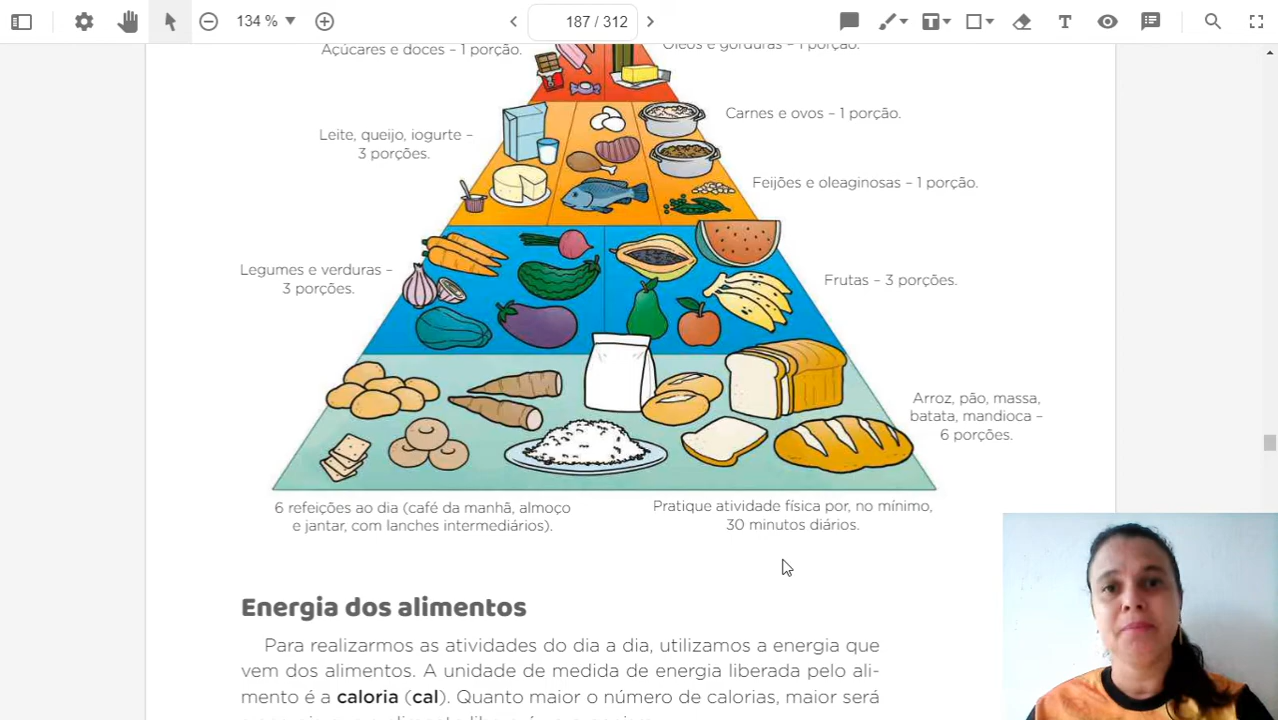 134 %
187 / 312
Açúcares e doces – 1 porção.
Óleos e gorduras – 1 porção.
Carnes e ovos – 1 porção.
Leite, queijo, iogurte –
3 porções.
Feijões e oleaginosas – 1 porção.
Legumes e verduras –
3 porções.
Frutas – 3 porções.
Arroz, pão, massa,
batata, mandioca –
6 porções.
6 refeições ao dia (café da manhã, almoço
e jantar, com lanches intermediários).
Pratique atividade física por, no mínimo,
30 minutos diários.
Energia dos alimentos
Para realizarmos as atividades do dia a dia, utilizamos a energia que
vem dos alimentos. A unidade de medida de energia liberada pelo ali-
mento é a caloria (cal). Quanto maior o número de calorias, maior será